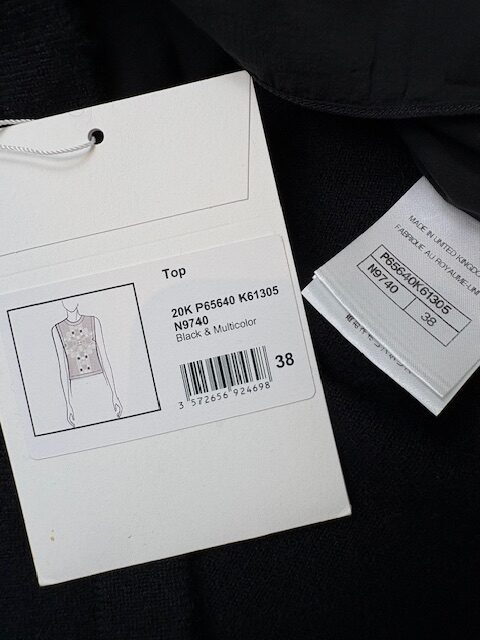 Top
20K P65640 K61305
N9740
Black & Multicolor
38
3 572656 924698
MADE IN UNITED KINGDOM
FABRIQUE AU ROYAUME-UNI
P65640K61305
N9740
38